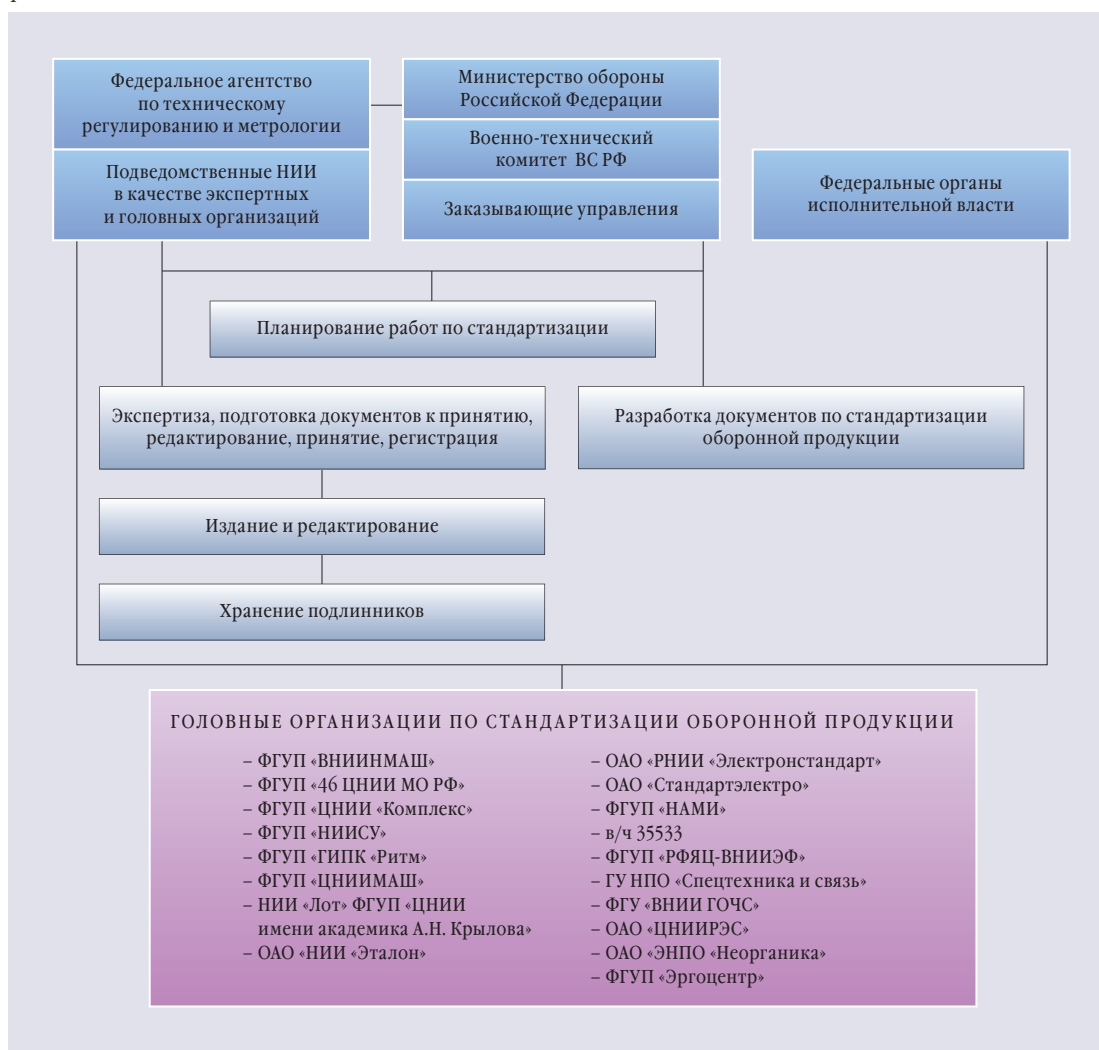 Федеральное агентство
по техническому
регулированию и метрологии
Подведомственные НИИ
в качестве экспертных
и головных организаций
Министерство обороны
Российской Федерации
Военно-технический
комитет ВС РФ
Заказывающие управления
Федеральные органы
исполнительной власти
Планирование работ по стандартизации
Экспертиза, подготовка документов к принятию,
редактирование, принятие, регистрация
Разработка документов по стандартизации
оборонной продукции
Издание и редактирование
Хранение подлинников
ГОЛОВНЫЕ ОРГАНИЗАЦИИ ПО СТАНДАРТИЗАЦИИ ОБОРОННОЙ ПРОДУКЦИИ
– ФГУП «ВНИИНМАШ»
– ФГУП «46 ЦНИИ МО РФ»
– ФГУП «ЦНИИ «Комплекс»
– ФГУП «НИИСУ»
– ФГУП «ГИПК «Ритм»
– ФГУП «ЦНИИМАШ»
– НИИ «Лот» ФГУП «ЦНИИ
имени академика А.Н. Крылова»
– ОАО «НИИ «Эталон»
– ОАО «РНИИ «Электронстандарт»
– ОАО «Стандартэлектро»
– ФГУП «НАМИ»
– в/ч 35533
– ФГУП «РФЯЦ-ВНИИЭФ»
– ГУ НПО «Спецтехника и связь»
– ФГУ «ВНИИ ГОЧС»
– ОАО «ЦНИИРЭС»
– ОАО «ЭНПО «Неорганика»
– ФГУП «Эргоцентр»